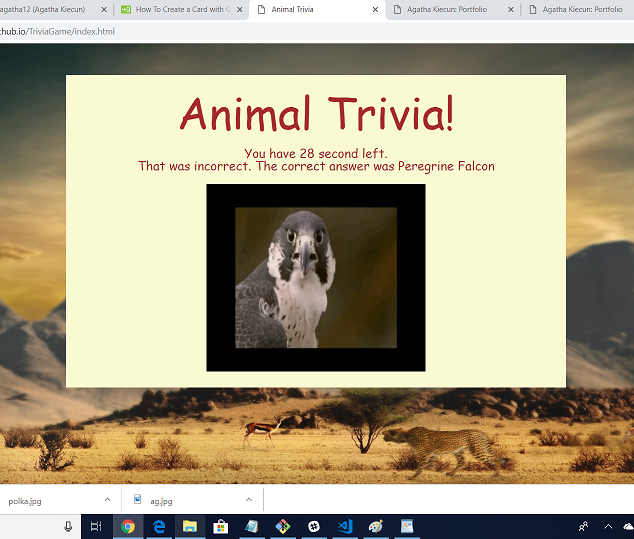 agatha12 (Agatha Kiecun)
How To Create a Card with C
Animal Trivia
Agatha Kiecun: Portfolio
Agatha Kiecun: Portfolio
thub.io/TriviaGame/index.html
Animal Trivia!
You have 28 second left.
That was incorrect. The correct answer was Peregrine Falcon
polka.jpg
ag.jpg